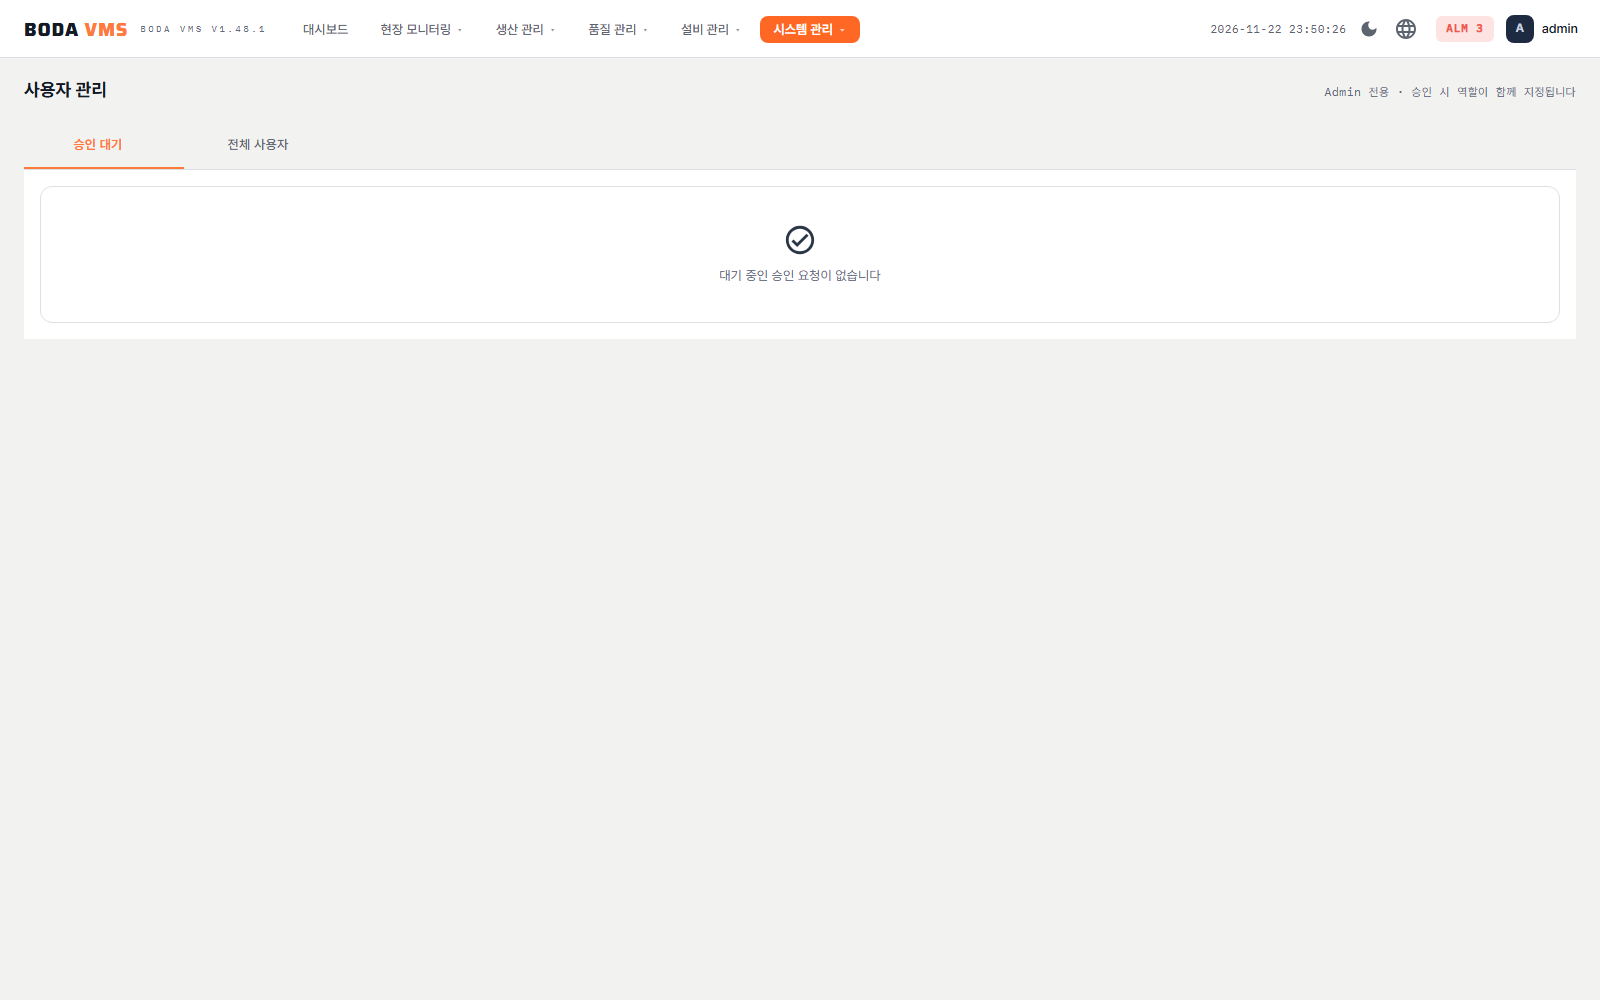 BODA VMS BODA VMS V1.48.1 대시보드 현장 모니터링 생산 관리 품질 관리 설비 관리 시스템 관리 2026-11-22 23:50:26 ALM 3 A admin
사용자 관리 Admin 전용 · 승인 시 역할이 함께 지정됩니다
승인 대기 전체 사용자
대기 중인 승인 요청이 없습니다